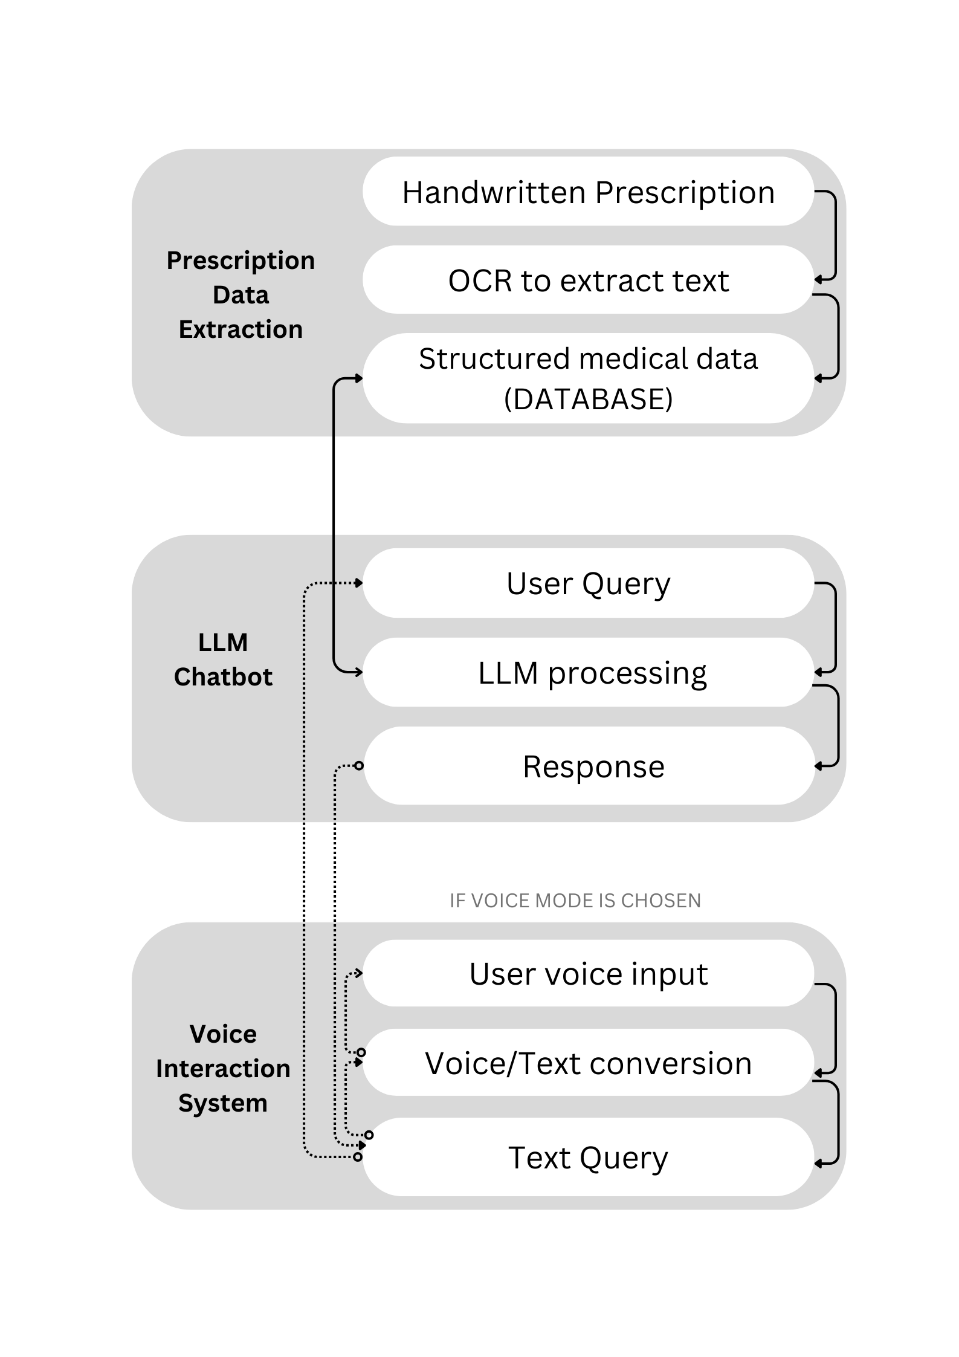 Prescription
Data
Extraction
Handwritten Prescription
OCR to extract text
Structured medical data
(DATABASE)
LLM
Chatbot
User Query
LLM processing
Response
IF VOICE MODE IS CHOSEN
Voice
Interaction
System
User voice input
Voice/Text conversion
Text Query